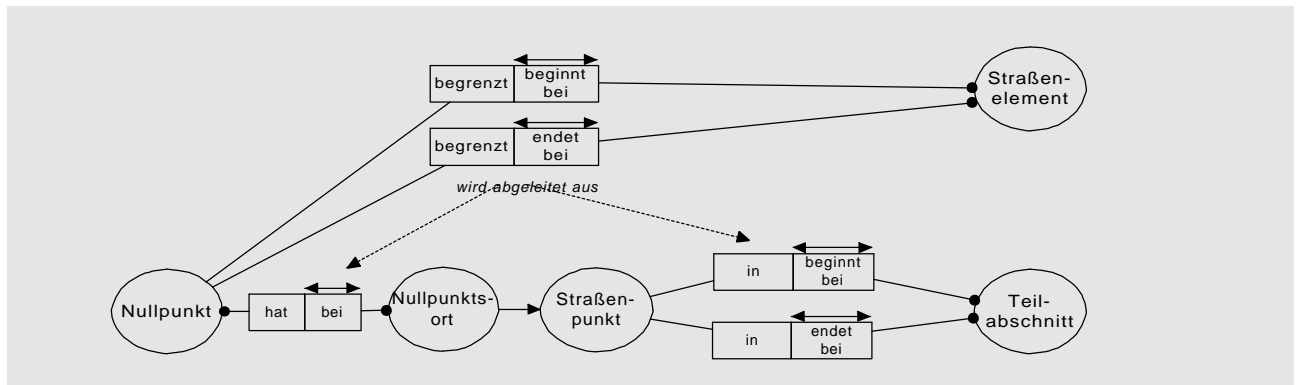 begrenzt
beginnt
bei
Straßen-
element
begrenzt
endet
bei
wird abgeleitet aus
Nullpunkt
hat
bei
Nullpunkts-
ort
Straßen-
punkt
in
beginnt
bei
in
endet
bei
Teil-
abschnitt